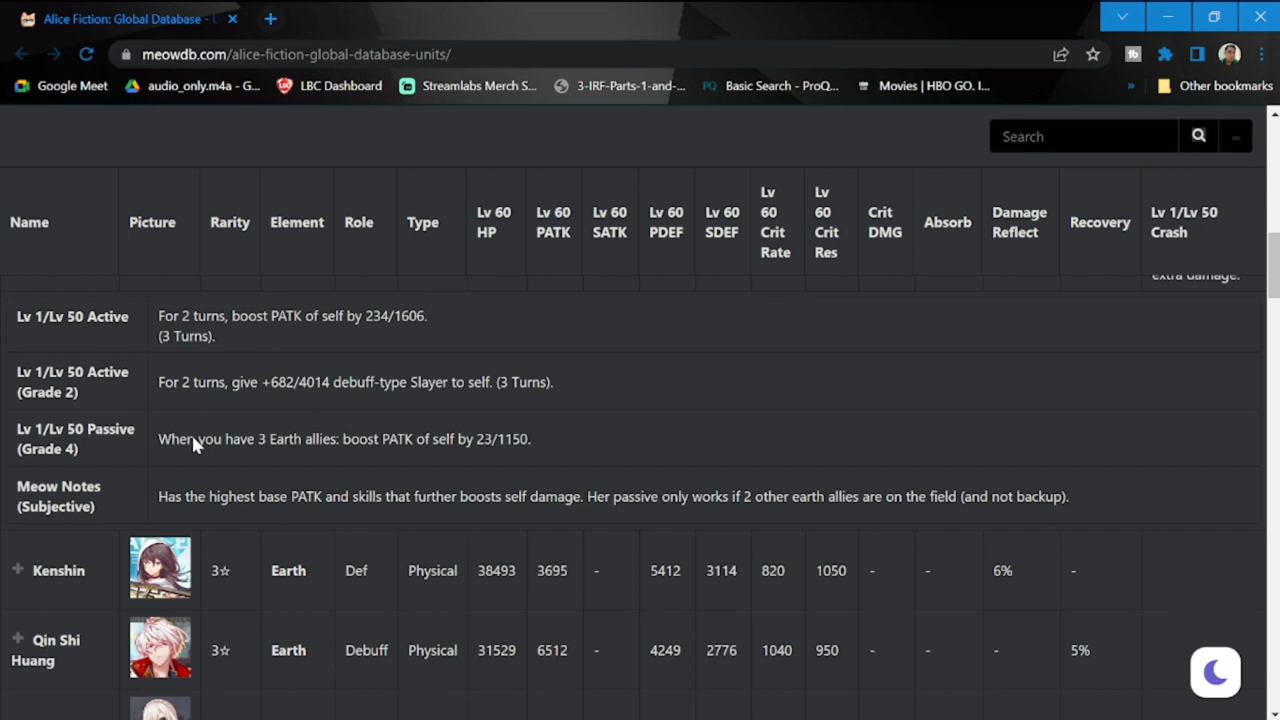 Alice Fiction: Global Database - U
meowdb.com/alice-fiction-global-database-units/
Google Meet
audio_only.m4a - G...
LBC Dashboard
Streamlabs Merch S...
3-IRF-Parts-1-and-...
PQ Basic Search - ProQ...
Movies | HBO GO. I...
»
Other bookmarks
Search
Name
Picture
Rarity
Element
Role
Type
Lv 60
HP
Lv 60
PATK
Lv 60
SATK
Lv 60
PDEF
Lv 60
SDEF
Lv
60
Crit
Rate
Lv
60
Crit
Res
Crit
DMG
Absorb
Damage
Reflect
Recovery
Lv 1/Lv 50
Crash
extra damage.
Lv 1/Lv 50 Active
For 2 turns, boost PATK of self by 234/1606.
(3 Turns).
Lv 1/Lv 50 Active
(Grade 2)
For 2 turns, give +682/4014 debuff-type Slayer to self. (3 Turns).
Lv 1/Lv 50 Passive
(Grade 4)
When you have 3 Earth allies: boost PATK of self by 23/1150.
Meow Notes
(Subjective)
Has the highest base PATK and skills that further boosts self damage. Her passive only works if 2 other earth allies are on the field (and not backup).
+ Kenshin 3☆ Earth Def Physical 38493 3695 - 5412 3114 820 1050 - - 6% -
+ Qin Shi
Huang
3☆ Earth Debuff Physical 31529 6512 - 4249 2776 1040 950 - - - 5%